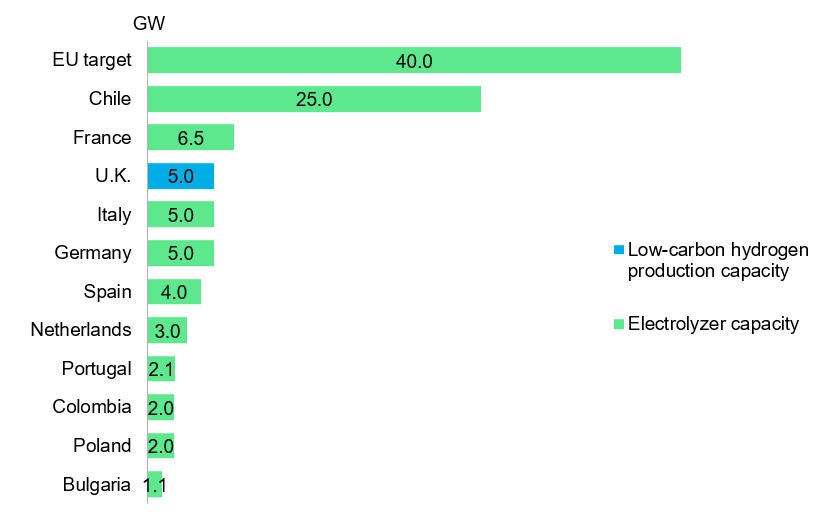 GW
EU target 40.0
Chile 25.0
France 6.5
U.K. 5.0
Italy 5.0
Germany 5.0
Spain 4.0
Netherlands 3.0
Portugal 2.1
Colombia 2.0
Poland 2.0
Bulgaria 1.1
Low-carbon hydrogen
production capacity
Electrolyzer capacity